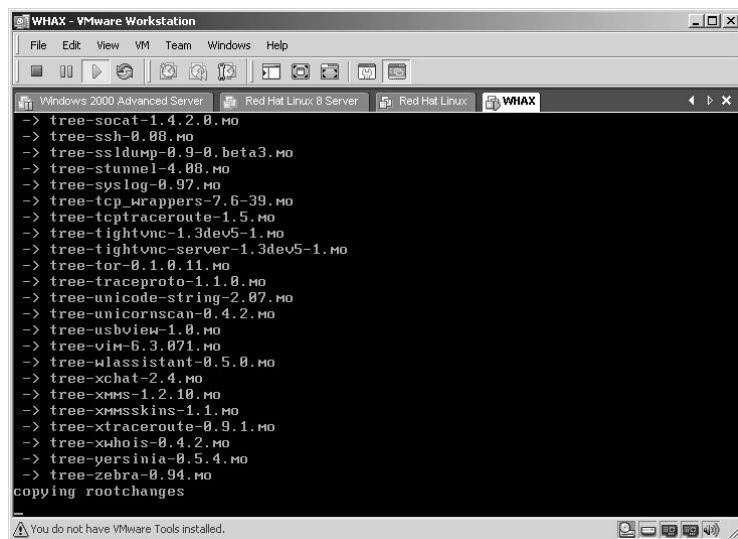 WHAX - VMware Workstation
File Edit View VM Team Windows Help
Windows 2000 Advanced Server Red Hat Linux 8 Server Red Hat Linux WHAX
-> tree-socat-1.4.2.0.mo
-> tree-ssh-0.08.mo
-> tree-ssldump-0.9-0.beta3.mo
-> tree-stunnel-4.08.mo
-> tree-syslog-0.97.mo
-> tree-tcp_wrappers-7.6-39.mo
-> tree-tcptraceroute-1.5.mo
-> tree-tightvnc-1.3dev5-1.mo
-> tree-tightvnc-server-1.3dev5-1.mo
-> tree-tor-0.1.0.11.mo
-> tree-traceproto-1.1.0.mo
-> tree-unicode-string-2.07.mo
-> tree-unicornscan-0.4.2.mo
-> tree-usbview-1.0.mo
-> tree-vim-6.3.071.mo
-> tree-wlassistant-0.5.0.mo
-> tree-xchat-2.4.mo
-> tree-xmms-1.2.10.mo
-> tree-xmmsskins-1.1.mo
-> tree-xtraceroute-0.9.1.mo
-> tree-xwhois-0.4.2.mo
-> tree-yersinia-0.5.4.mo
-> tree-zebra-0.94.mo
copying rootchanges
You do not have VMware Tools installed.